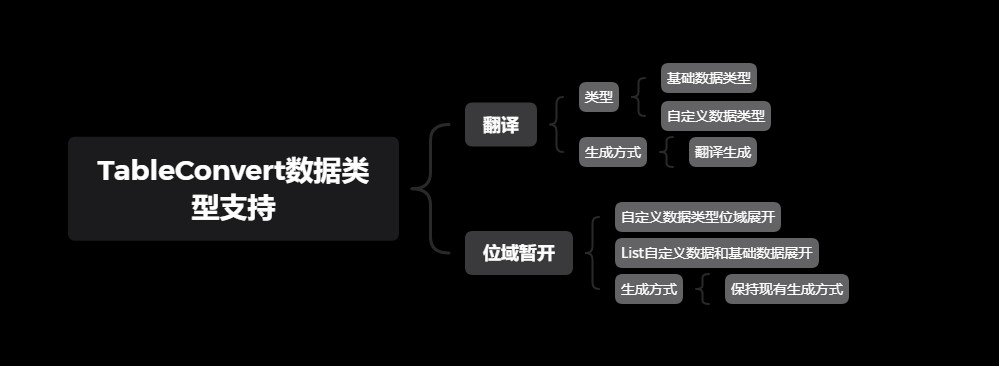 TableConvert数据类
型支持
翻译
类型
基础数据类型
自定义数据类型
生成方式
翻译生成
位域暂开
自定义数据类型位域展开
List自定义数据和基础数据展开
生成方式
保持现有生成方式